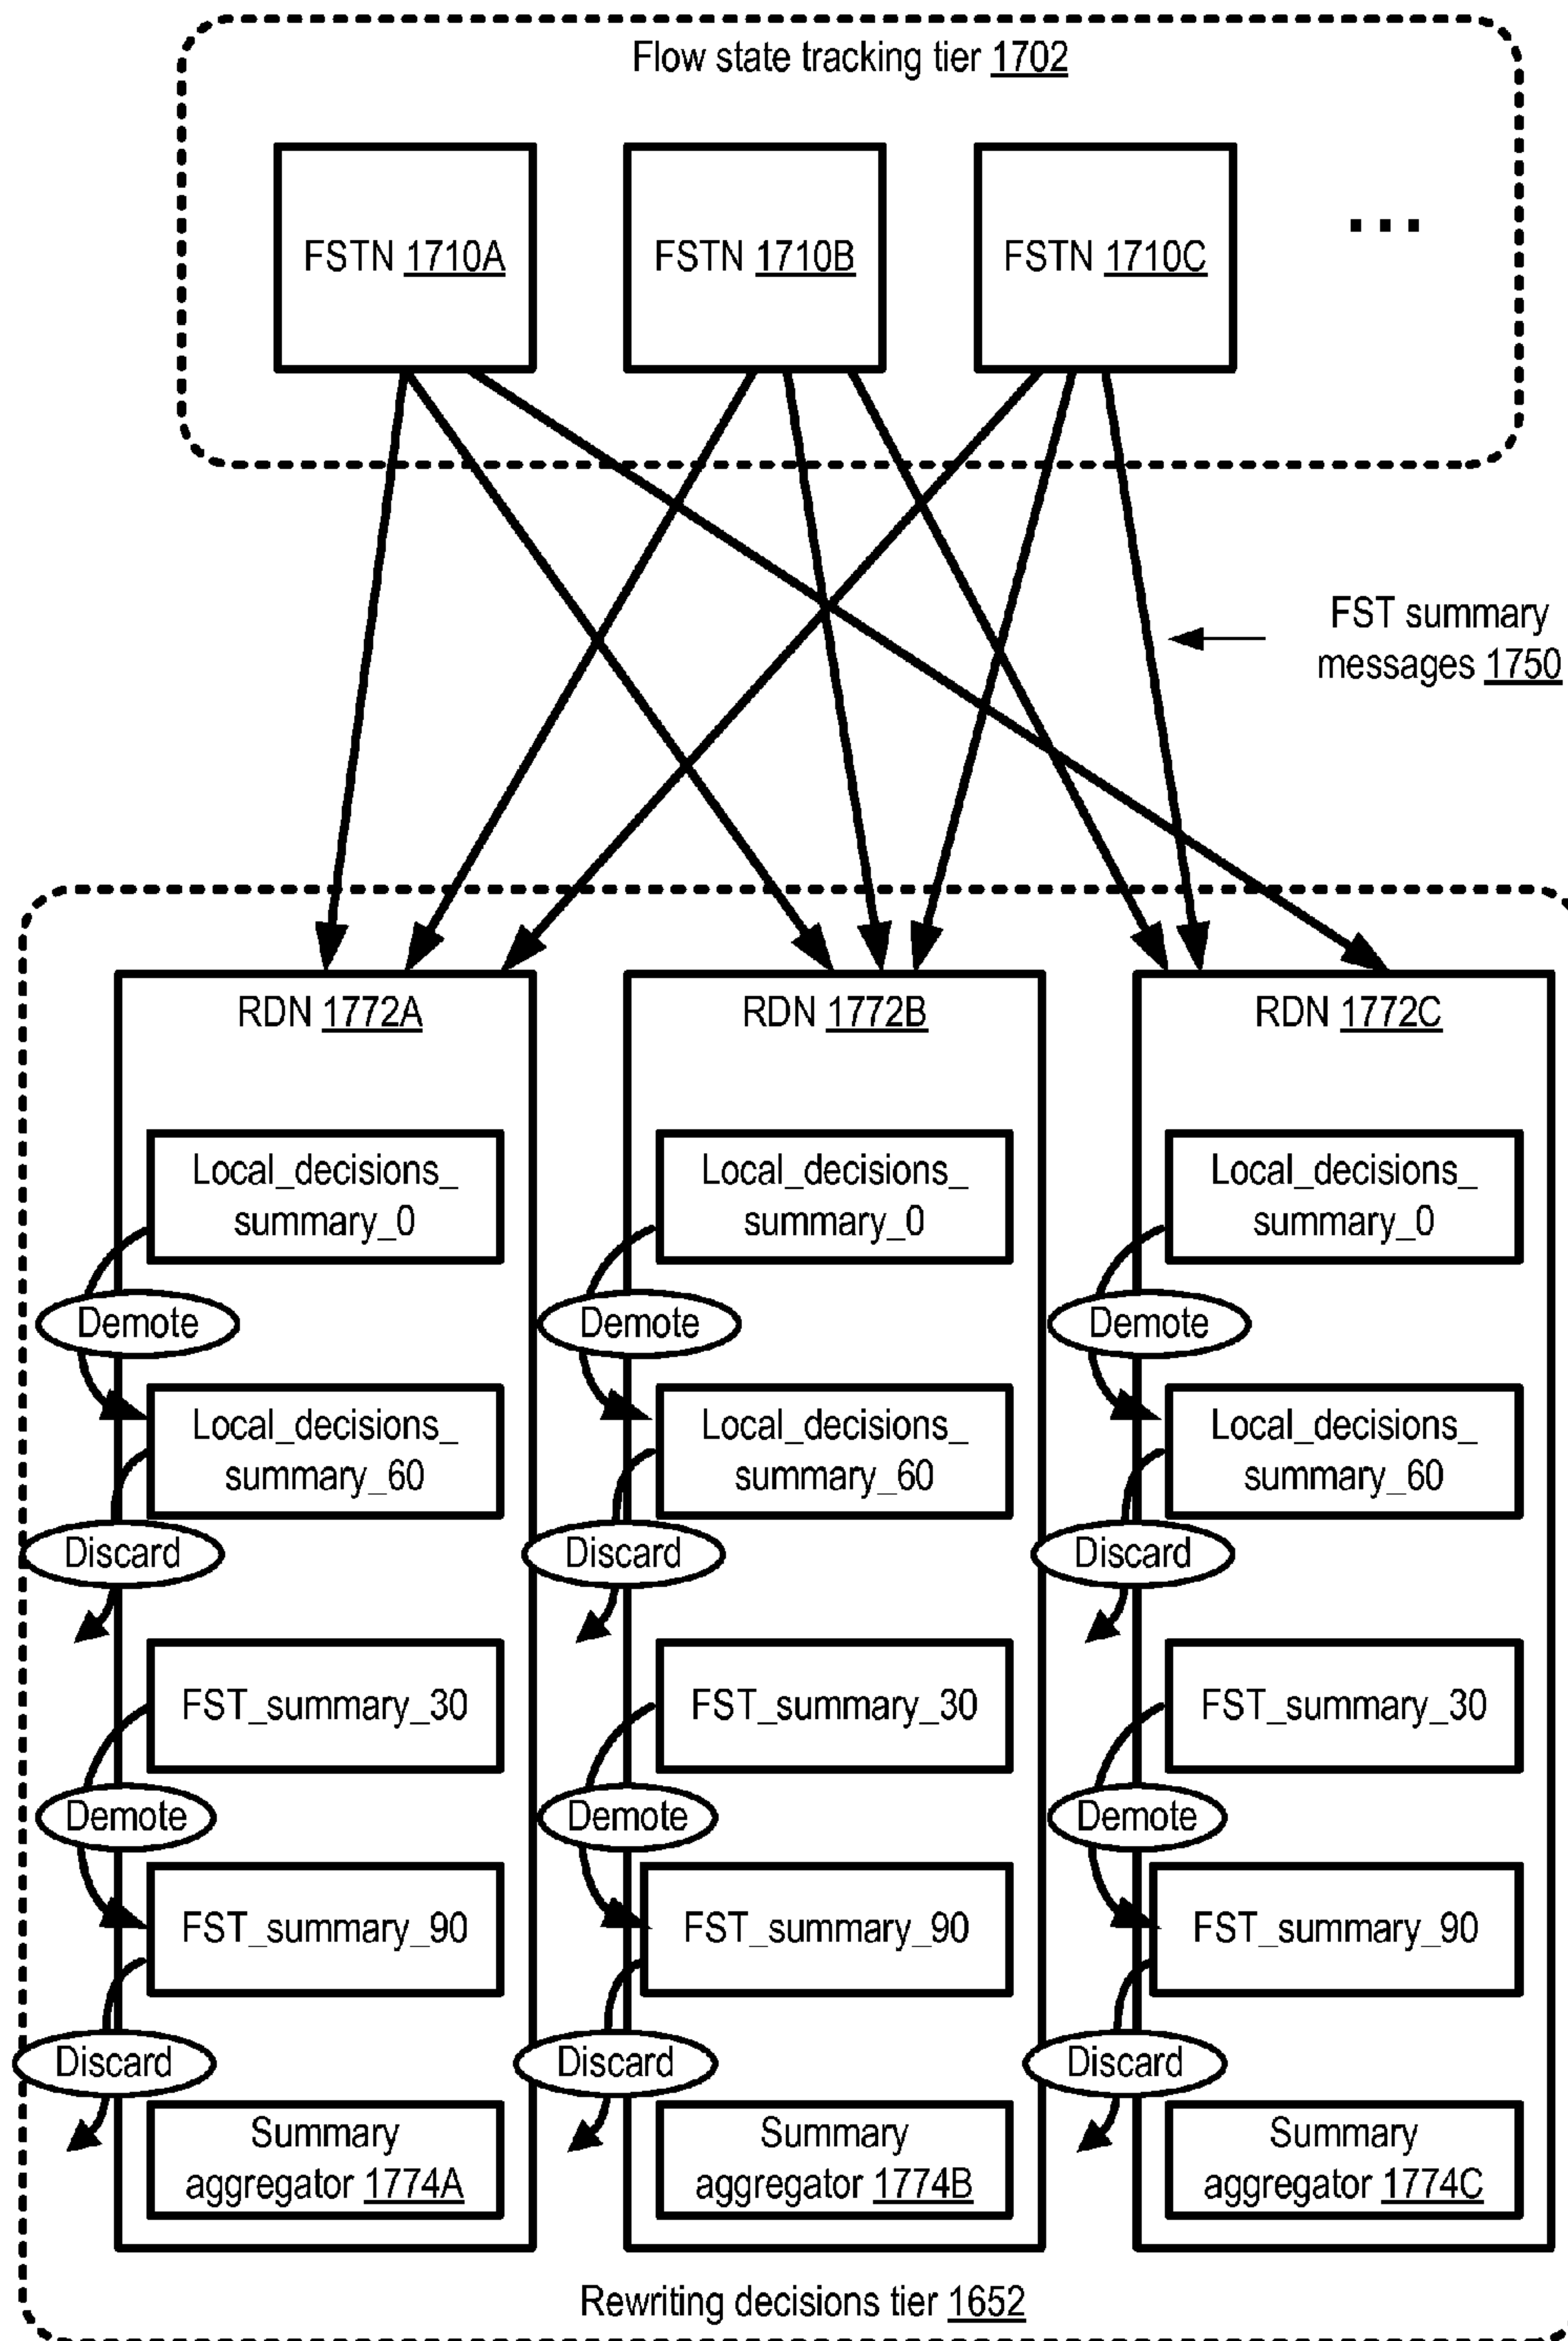 Flow state tracking tier 1702
FSTN 1710A
FSTN 1710B
FSTN 1710C
...
FST summary
messages 1750
RDN 1772A
RDN 1772B
RDN 1772C
Local_decisions_
summary_0
Local_decisions_
summary_0
Local_decisions_
summary_0
Demote
Demote
Demote
Local_decisions_
summary_60
Local_decisions_
summary_60
Local_decisions_
summary_60
Discard
Discard
Discard
FST_summary_30
FST_summary_30
FST_summary_30
Demote
Demote
Demote
FST_summary_90
FST_summary_90
FST_summary_90
Discard
Discard
Discard
Summary
aggregator 1774A
Summary
aggregator 1774B
Summary
aggregator 1774C
Rewriting decisions tier 1652